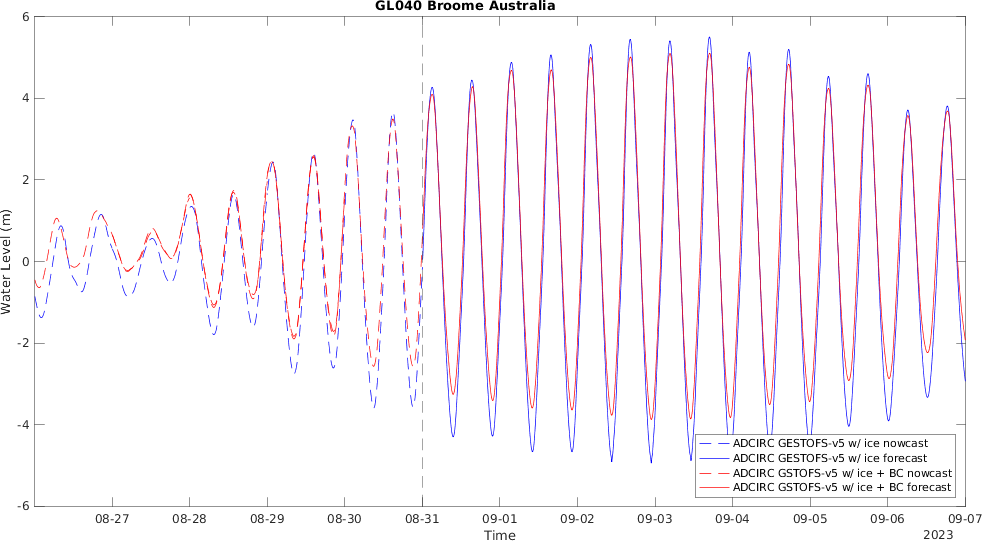 GL040 Broome Australia
6
4
2
0
-2
-4
-6
Water Level (m)
ADCIRC GESTOFS-v5 w/ ice nowcast
ADCIRC GESTOFS-v5 w/ ice forecast
ADCIRC GSTOFS-v5 w/ ice + BC nowcast
ADCIRC GSTOFS-v5 w/ ice + BC forecast
08-27 08-28 08-29 08-30 08-31 09-01 09-02 09-03 09-04 09-05 09-06 09-07
Time
2023